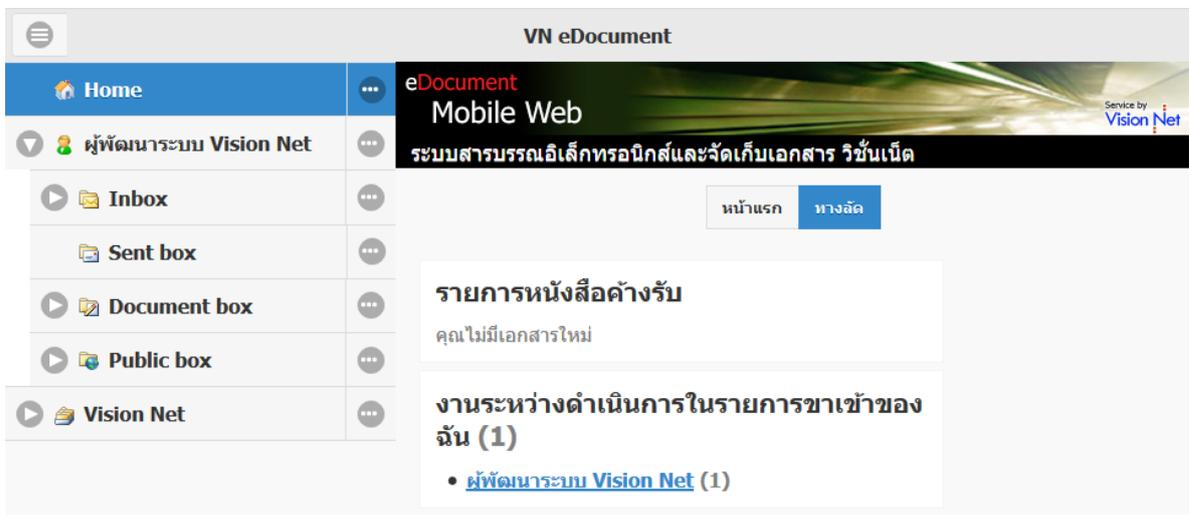 VN eDocument
Home
ผู้พัฒนาระบบ Vision Net
Inbox
Sent box
Document box
Public box
Vision Net
eDocument
Mobile Web
Service by
Vision Net
ระบบสารบรรณอิเล็กทรอนิกส์และจัดเก็บเอกสาร วิชั่นเน็ต
หน้าแรก ทางลัด
รายการหนังสือค้างรับ
คุณไม่มีเอกสารใหม่
งานระหว่างดำเนินการในรายการขาเข้าของ
ฉัน (1)
• ผู้พัฒนาระบบ Vision Net (1)